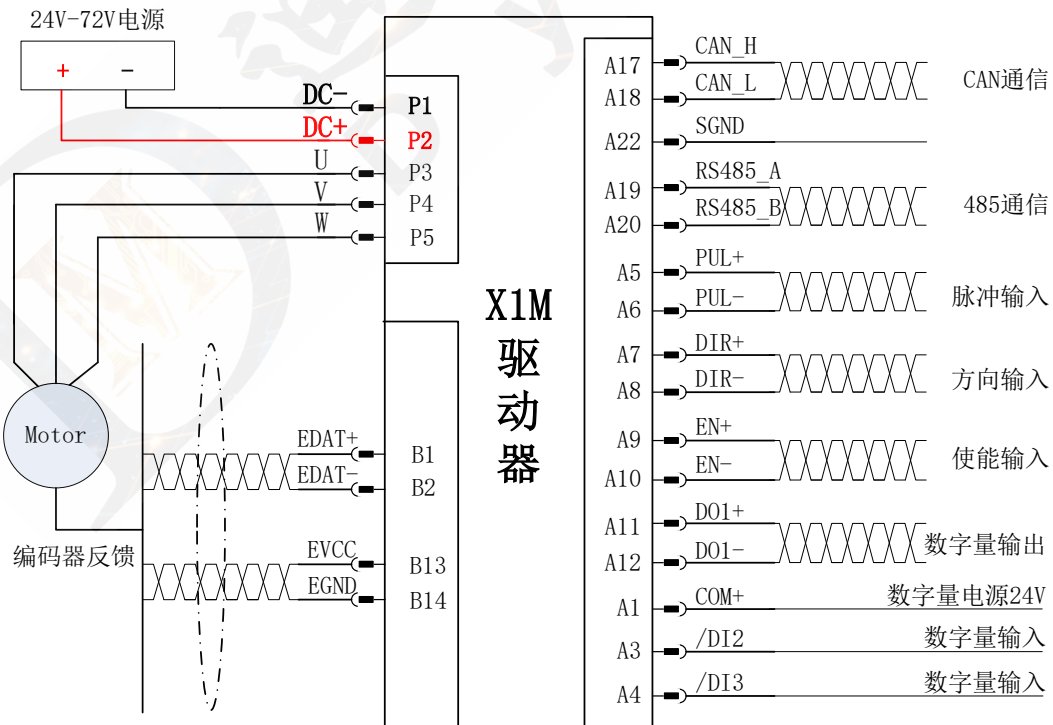 24V-72V电源
+ −
DC- P1
DC+ P2
U P3
V P4
W P5
Motor
编码器反馈
EDAT+ B1
EDAT- B2
EVCC B13
EGND B14
X1M
驱
动
器
A17 CAN_H
CAN通信
A18 CAN_L
A22 SGND
A19 RS485_A
485通信
A20 RS485_B
A5 PUL+
脉冲输入
A6 PUL-
A7 DIR+
方向输入
A8 DIR-
A9 EN+
使能输入
A10 EN-
A11 DO1+
数字量输出
A12 DO1-
A1 COM+ 数字量电源24V
A3 /DI2 数字量输入
A4 /DI3 数字量输入